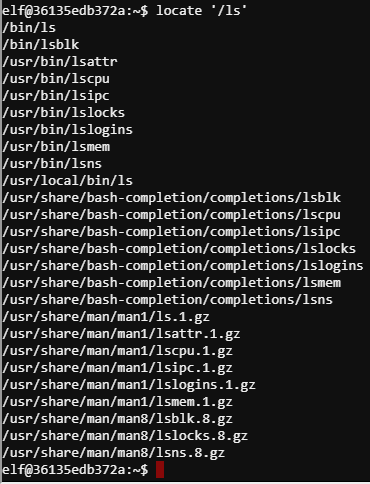 elf@36135edb372a:~$ locate '/ls'
/bin/ls
/bin/lsblk
/usr/bin/lsattr
/usr/bin/lscpu
/usr/bin/lsipc
/usr/bin/lslocks
/usr/bin/lslogins
/usr/bin/lsmem
/usr/bin/lsns
/usr/local/bin/ls
/usr/share/bash-completion/completions/lsblk
/usr/share/bash-completion/completions/lscpu
/usr/share/bash-completion/completions/lsipc
/usr/share/bash-completion/completions/lslocks
/usr/share/bash-completion/completions/lslogins
/usr/share/bash-completion/completions/lsmem
/usr/share/bash-completion/completions/lsns
/usr/share/man/man1/ls.1.gz
/usr/share/man/man1/lsattr.1.gz
/usr/share/man/man1/lscpu.1.gz
/usr/share/man/man1/lsipc.1.gz
/usr/share/man/man1/lslogins.1.gz
/usr/share/man/man1/lsmem.1.gz
/usr/share/man/man8/lsblk.8.gz
/usr/share/man/man8/lslocks.8.gz
/usr/share/man/man8/lsns.8.gz
elf@36135edb372a:~$